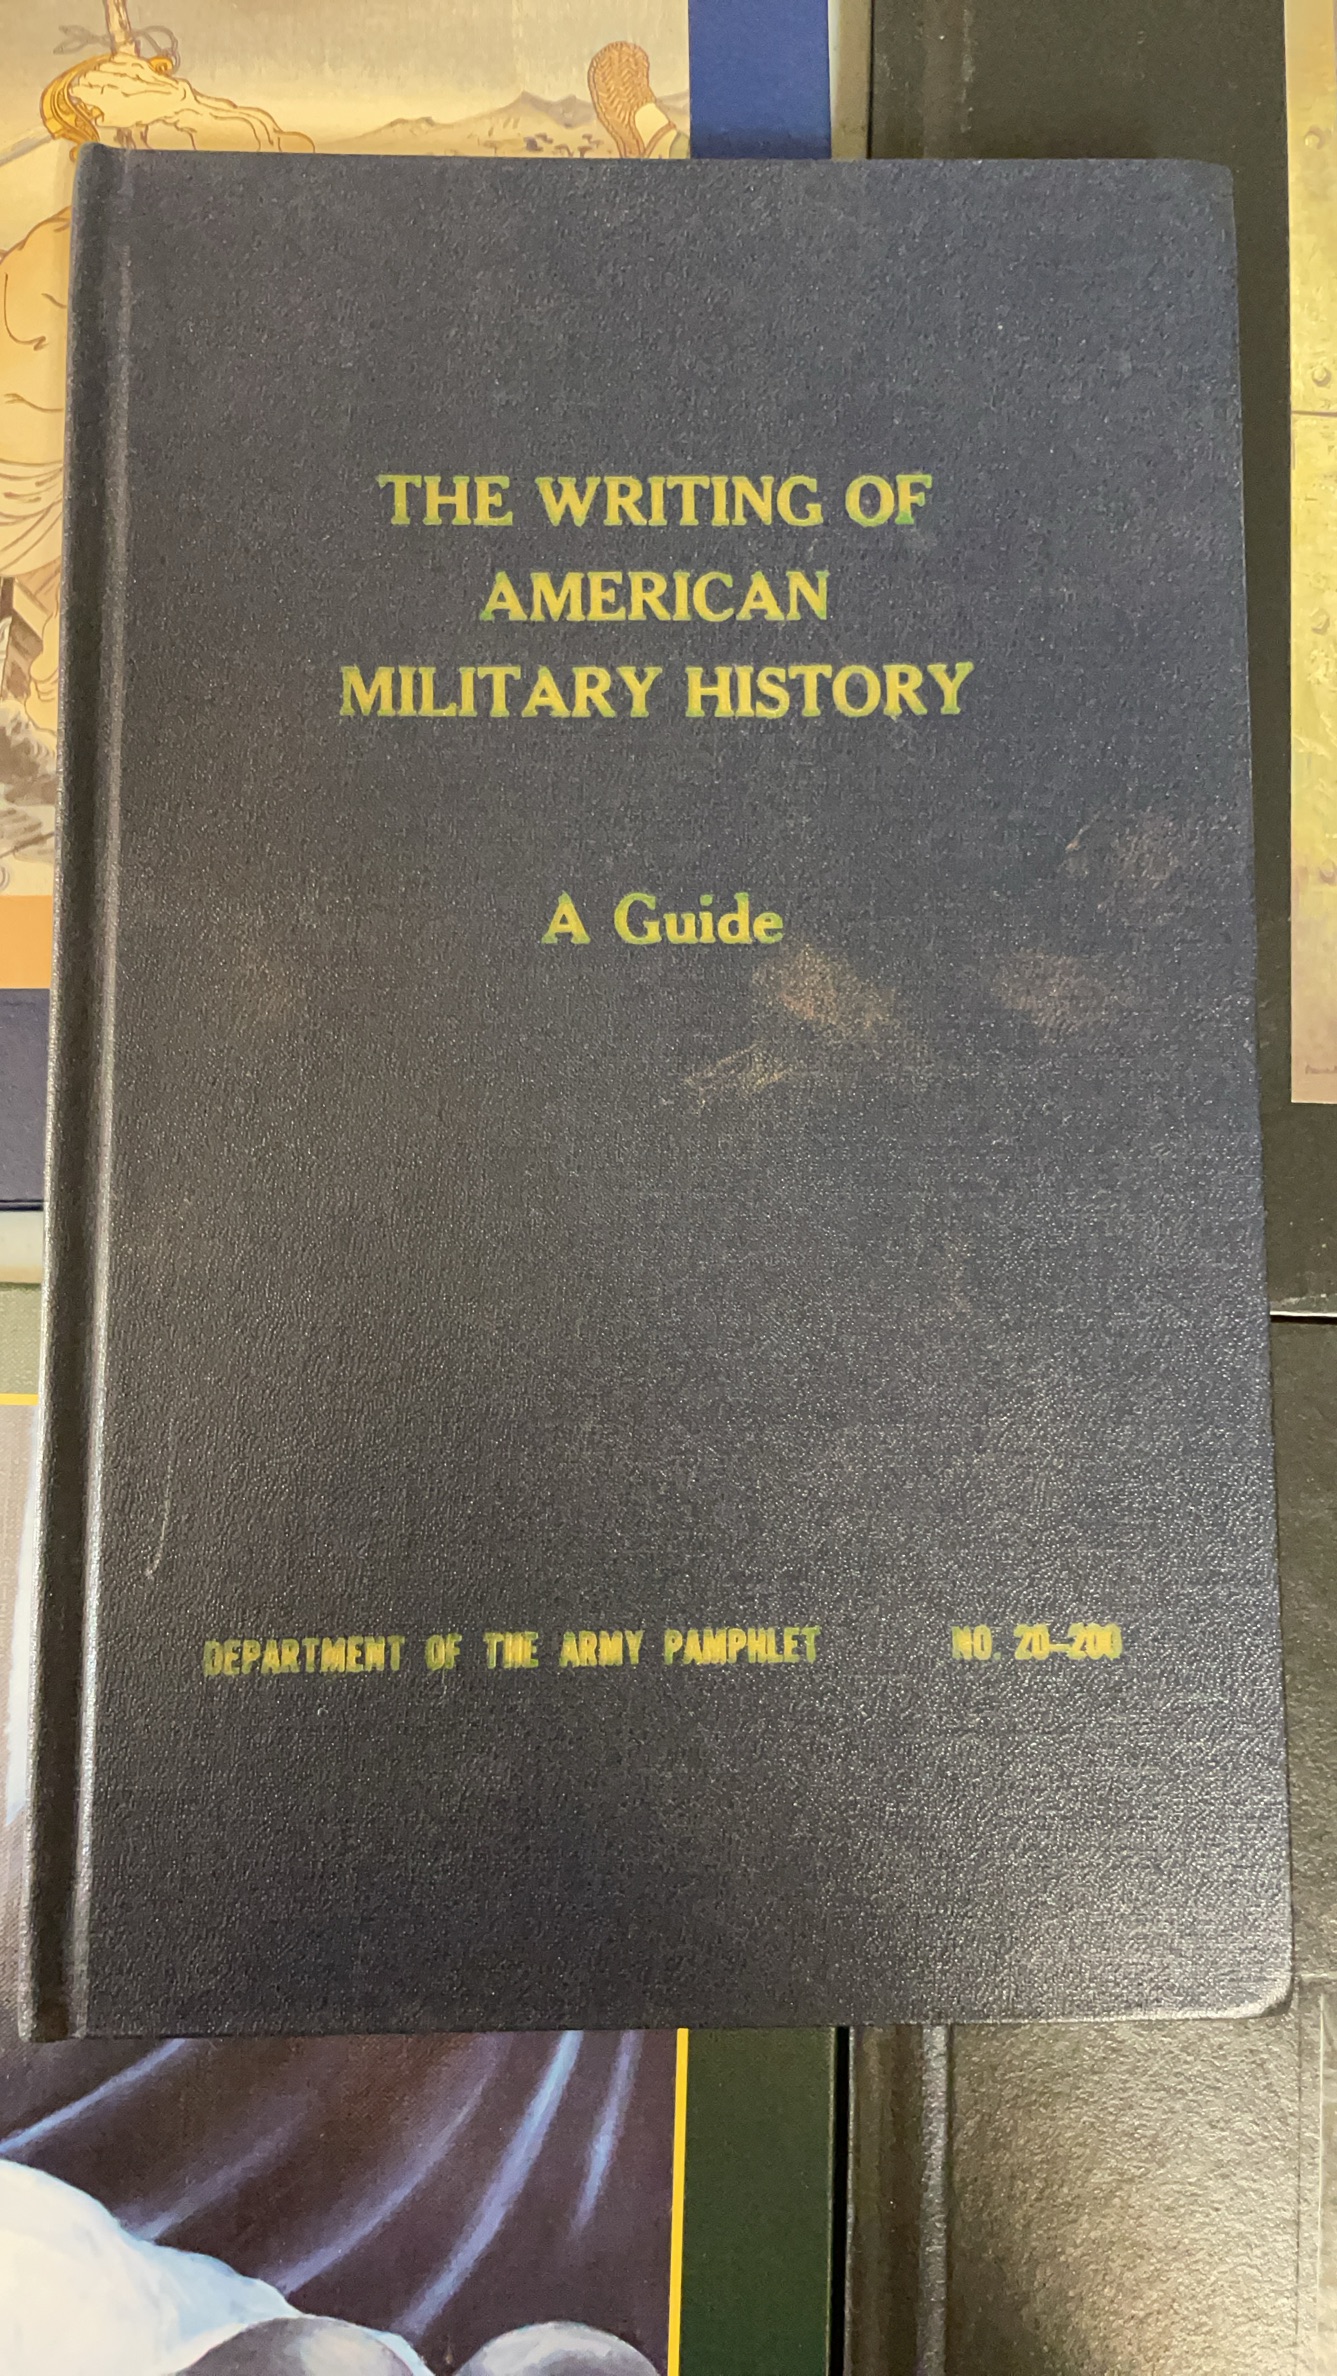 THE WRITING OF
AMERICAN
MILITARY HISTORY
A Guide
DEPARTMENT OF THE ARMY PAMPHLET NO. 20-200